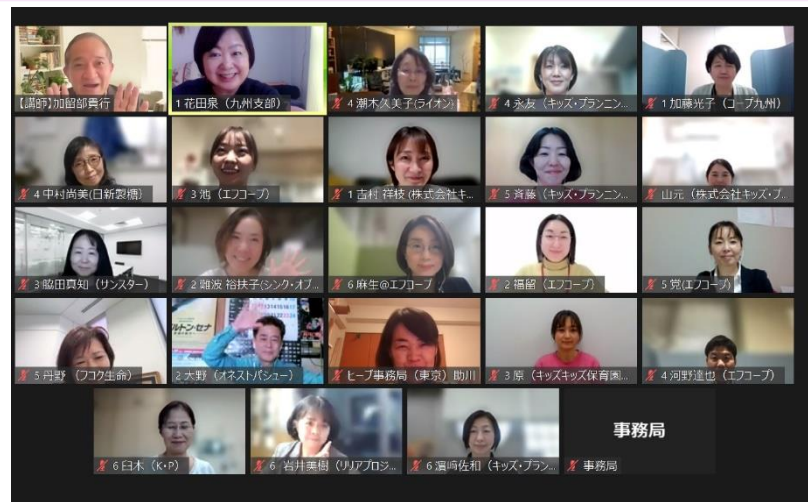 【講師】加留部貴行
1 花田泉（九州支部）
4 潮木久美子(ライオン)
4 永友（キッズ・プランニン...
1 加藤光子（コープ九州）
4 中村尚美(日新製糖)
3 池（エフコープ）
1 吉村 祥枝 (株式会社キ...
5 斉藤（キッズ・プランニン...
山元（株式会社キッズ・プ...
3 脇田真知（サンスター）
2 難波 裕扶子(シンク・オブ...
6 麻生@エフコープ
2 福留（エフコープ）
5 党(エフコープ)
5 丹野 （フコク生命）
2 大野（オネストパシュー）
ヒーブ事務局（東京）助川
3 原（キッズキッズ保育園...
4 河野達也（エフコープ）
6 臼木（K・P）
6 岩井美樹（リリアプロジ...
6 濵﨑佐和（キッズ・プラン...
事務局
事務局